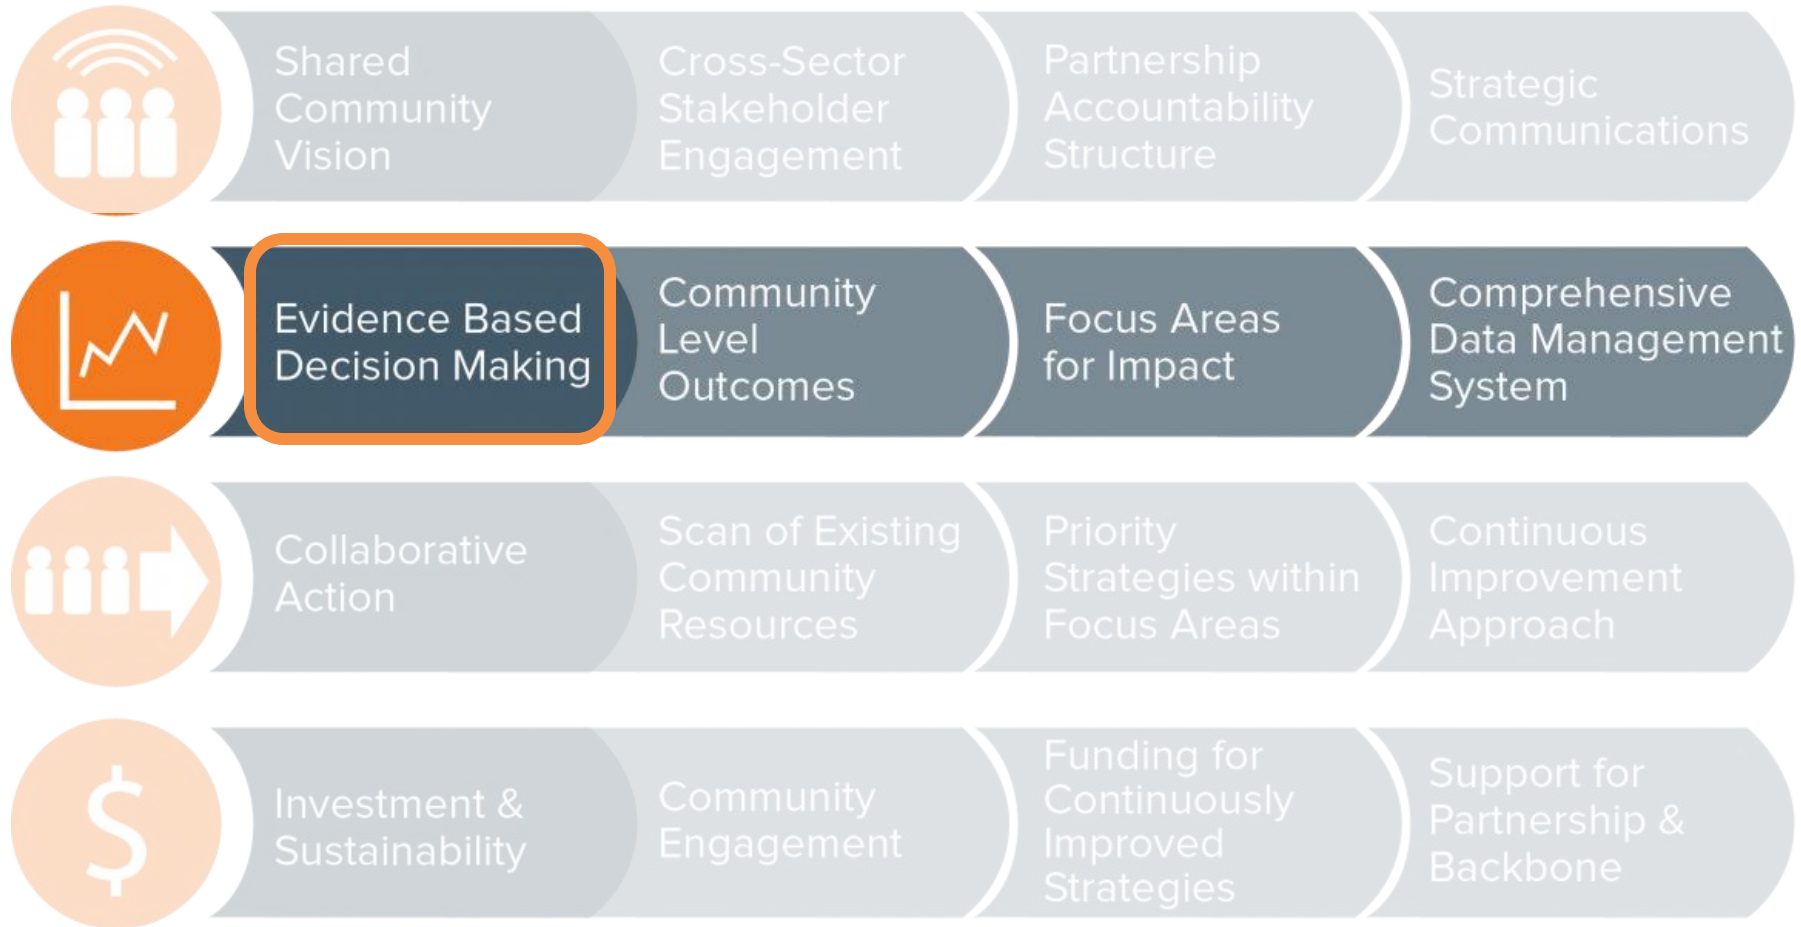 Shared
Community
Vision
Cross-Sector
Stakeholder
Engagement
Partnership
Accountability
Structure
Strategic
Communications
Evidence Based
Decision Making
Community
Level
Outcomes
Focus Areas
for Impact
Comprehensive
Data Management
System
Collaborative
Action
Scan of Existing
Community
Resources
Priority
Strategies within
Focus Areas
Continuous
Improvement
Approach
$
Investment &
Sustainability
Community
Engagement
Funding for
Continuously
Improved
Strategies
Support for
Partnership &
Backbone